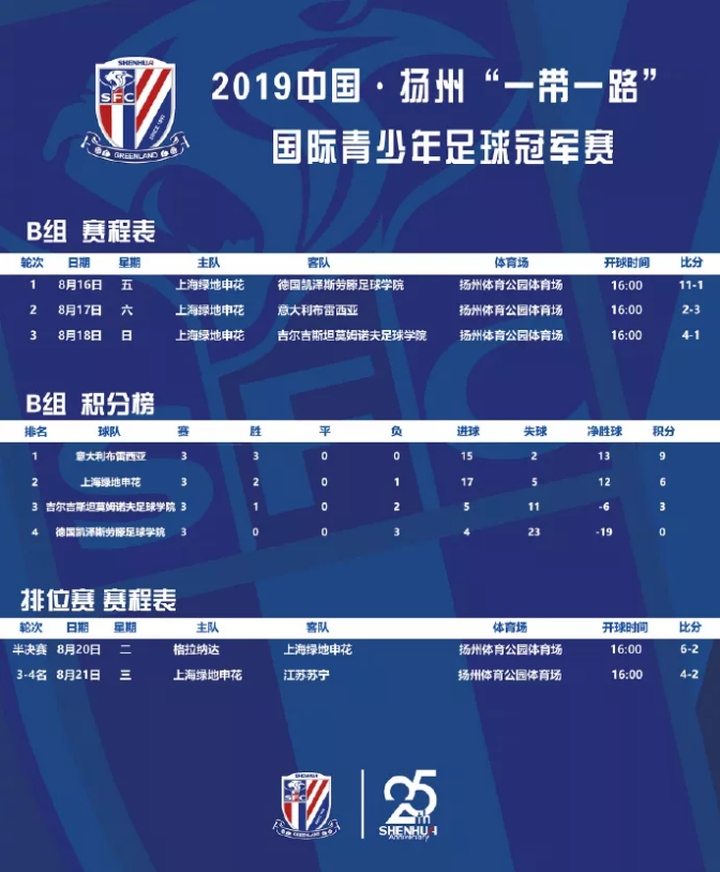 SHENHUA
SFC
SINCE 1993
GREENLAND
2019中国·扬州“一带一路”
国际青少年足球冠军赛
B组 赛程表
轮次 日期 星期 主队 客队 体育场 开球时间 比分
1 8月16日 五 上海绿地申花 德国凯泽斯劳滕足球学院 扬州体育公园体育场 16:00 11-1
2 8月17日 六 上海绿地申花 意大利布雷西亚 扬州体育公园体育场 16:00 2-3
3 8月18日 日 上海绿地申花 吉尔吉斯坦莫姆诺夫足球学院 扬州体育公园体育场 16:00 4-1
B组 积分榜
排名 球队 赛 胜 平 负 进球 失球 净胜球 积分
1 意大利布雷西亚 3 3 0 0 15 2 13 9
2 上海绿地申花 3 2 0 1 17 5 12 6
3 吉尔吉斯坦莫姆诺夫足球学院 3 1 0 2 5 11 -6 3
4 德国凯泽斯劳滕足球学院 3 0 0 3 4 23 -19 0
排位赛 赛程表
轮次 日期 星期 主队 客队 体育场 开球时间 比分
半决赛 8月20日 二 格拉纳达 上海绿地申花 扬州体育公园体育场 16:00 6-2
3-4名 8月21日 三 上海绿地申花 江苏苏宁 扬州体育公园体育场 16:00 4-2
SHENHUA
SFC
GREENLAND
25th
SHENHUA
Anniversary